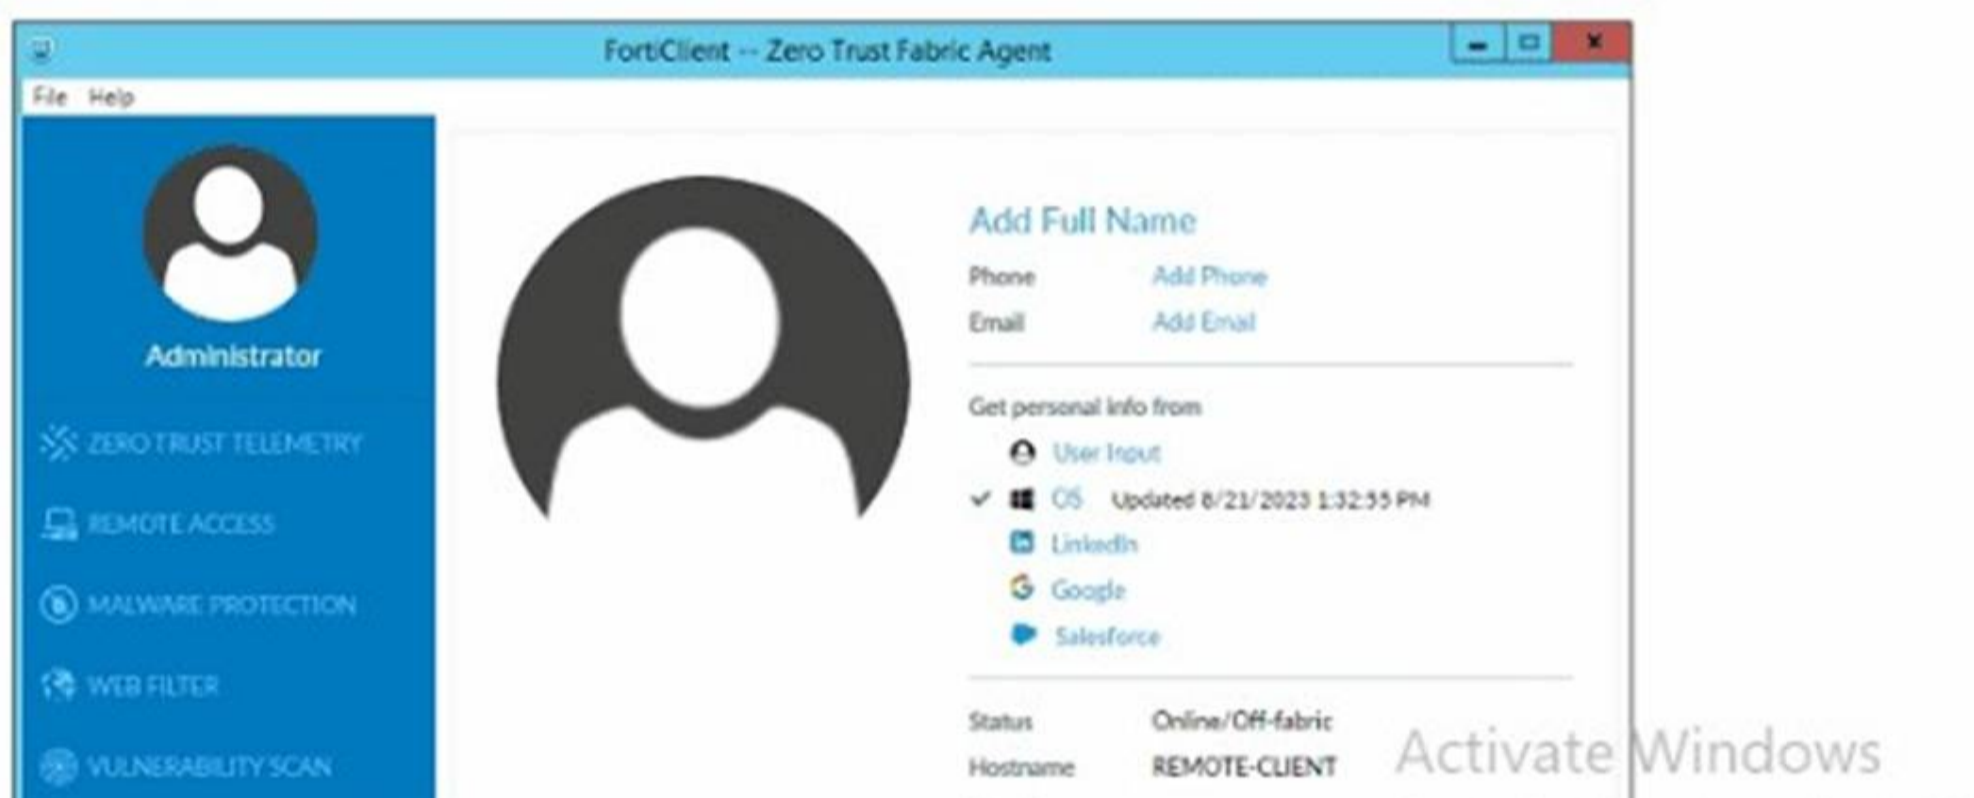 FortiClient -- Zero Trust Fabric Agent
File Help
Administrator
ZERO TRUST TELEMETRY
REMOTE ACCESS
MALWARE PROTECTION
WEB FILTER
VULNERABILITY SCAN
Add Full Name
Phone Add Phone
Email Add Email
Get personal info from
User Input
OS Updated 8/21/2023 1:32:55 PM
LinkedIn
Google
Salesforce
Status Online/Off-fabric
Hostname REMOTE-CLIENT
Activate Windows